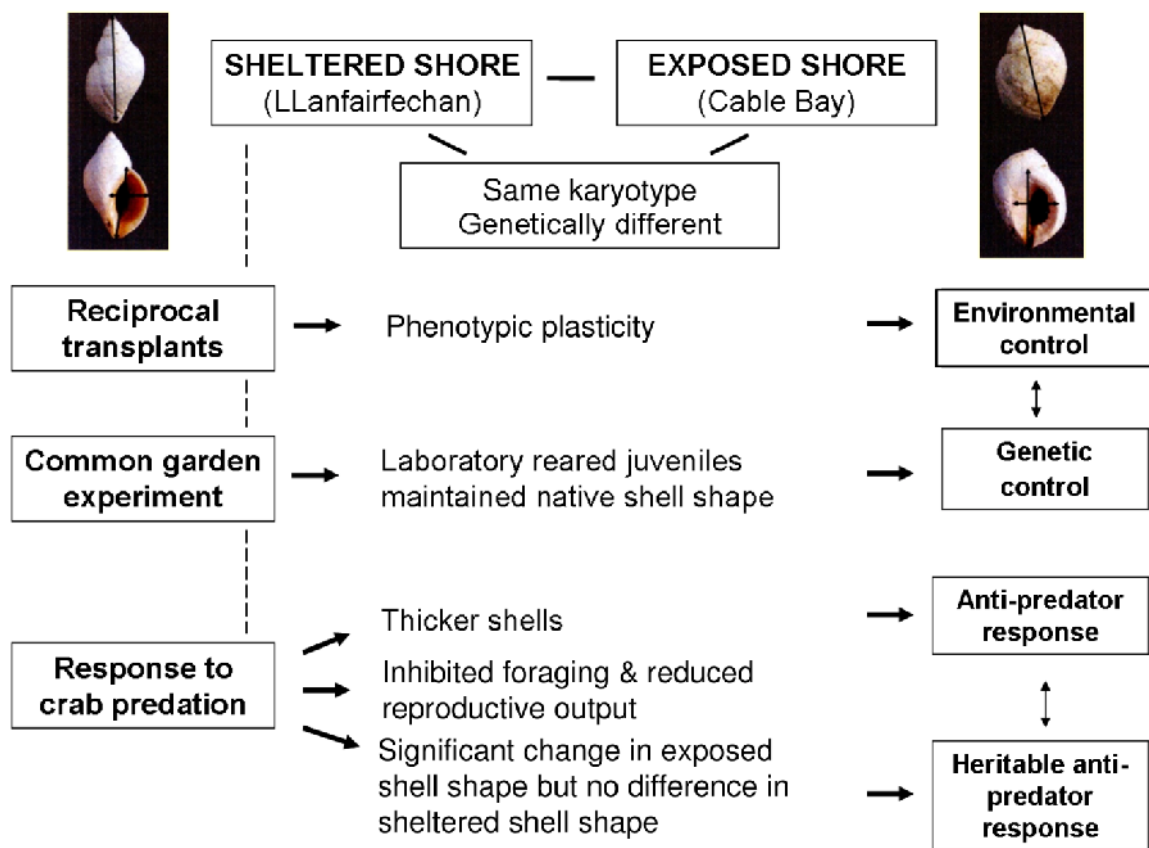 SHELTERED SHORE
(LLanfairfechan)
EXPOSED SHORE
(Cable Bay)
Same karyotype
Genetically different
Reciprocal
transplants
Phenotypic plasticity
Environmental
control
Common garden
experiment
Laboratory reared juveniles
maintained native shell shape
Genetic
control
Response to
crab predation
Thicker shells
Anti-predator
response
Inhibited foraging & reduced
reproductive output
Significant change in exposed
shell shape but no difference in
sheltered shell shape
Heritable anti-
predator
response